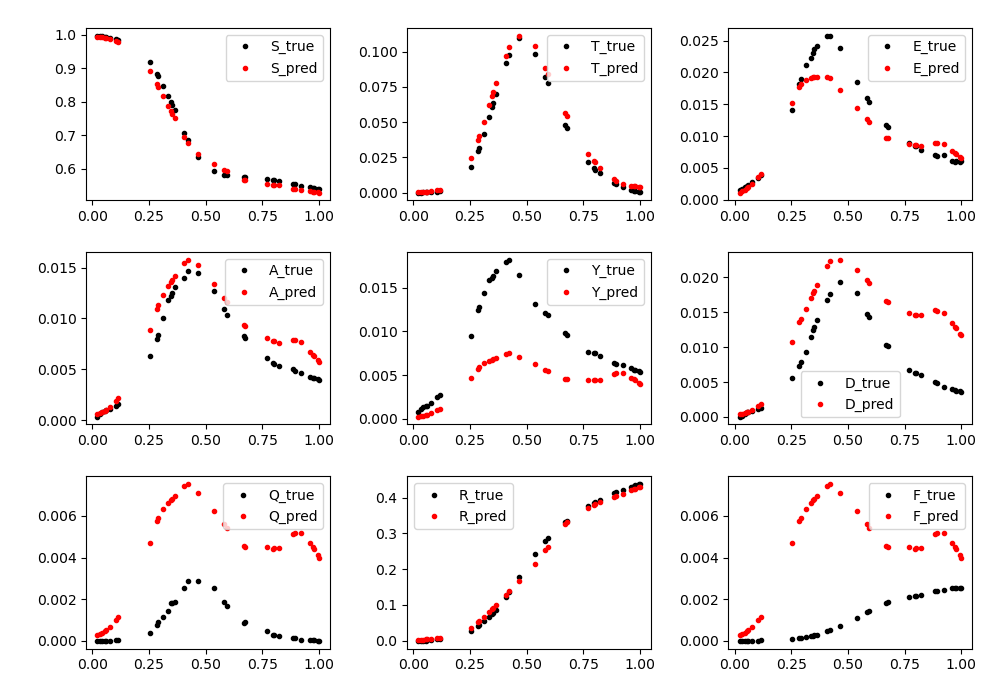 1.0
0.9
0.8
0.7
0.6
0.00 0.25 0.50 0.75 1.00
S_true
S_pred
0.100
0.075
0.050
0.025
0.000
0.00 0.25 0.50 0.75 1.00
T_true
T_pred
0.025
0.020
0.015
0.010
0.005
0.000
0.00 0.25 0.50 0.75 1.00
E_true
E_pred
0.015
0.010
0.005
0.000
0.00 0.25 0.50 0.75 1.00
A_true
A_pred
0.015
0.010
0.005
0.000
0.00 0.25 0.50 0.75 1.00
Y_true
Y_pred
0.020
0.015
0.010
0.005
0.000
0.00 0.25 0.50 0.75 1.00
D_true
D_pred
0.006
0.004
0.002
0.000
0.00 0.25 0.50 0.75 1.00
Q_true
Q_pred
0.4
0.3
0.2
0.1
0.0
0.00 0.25 0.50 0.75 1.00
R_true
R_pred
0.006
0.004
0.002
0.000
0.00 0.25 0.50 0.75 1.00
F_true
F_pred